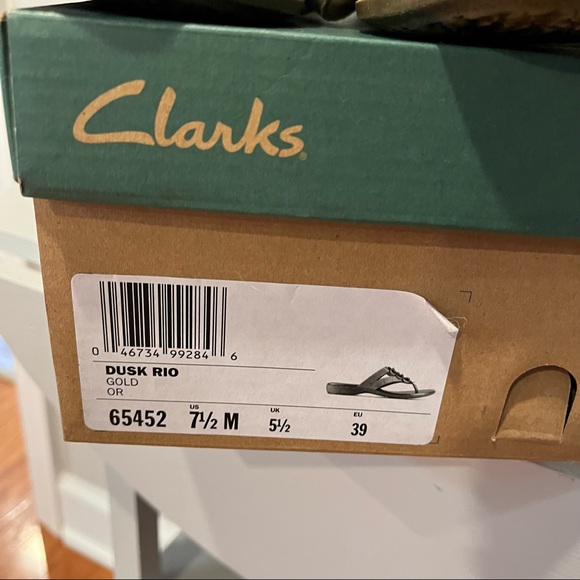 Clarks
0 46734 99284 6
DUSK RIO
GOLD
OR
US UK EU
65452 7½ M 5½ 39